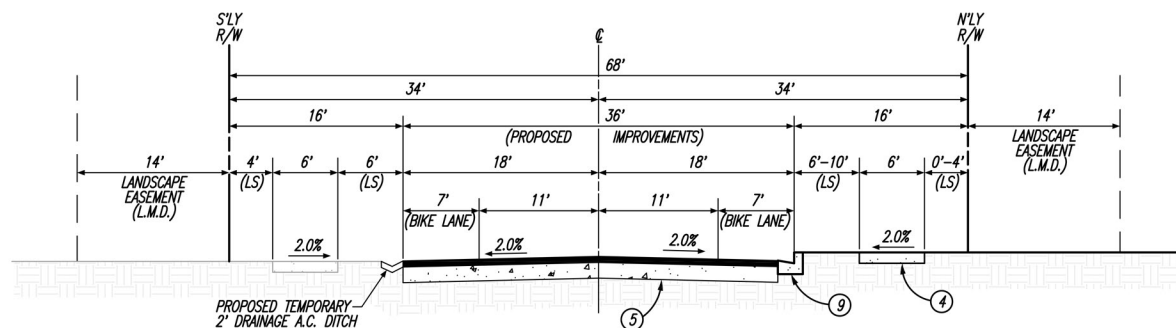 S'LY
R/W
℄
N'LY
R/W
68'
34'
34'
16'
36'
16'
(PROPOSED IMPROVEMENTS)
14'
LANDSCAPE
EASEMENT
(L.M.D.)
14'
LANDSCAPE
EASEMENT
(L.M.D.)
4'
(LS)
6'
6'
(LS)
18'
18'
6'-10'
(LS)
6'
0'-4'
(LS)
7'
(BIKE LANE)
11'
11'
7'
(BIKE LANE)
2.0%
2.0%
2.0%
2.0%
PROPOSED TEMPORARY
2' DRAINAGE A.C. DITCH
5
9
4